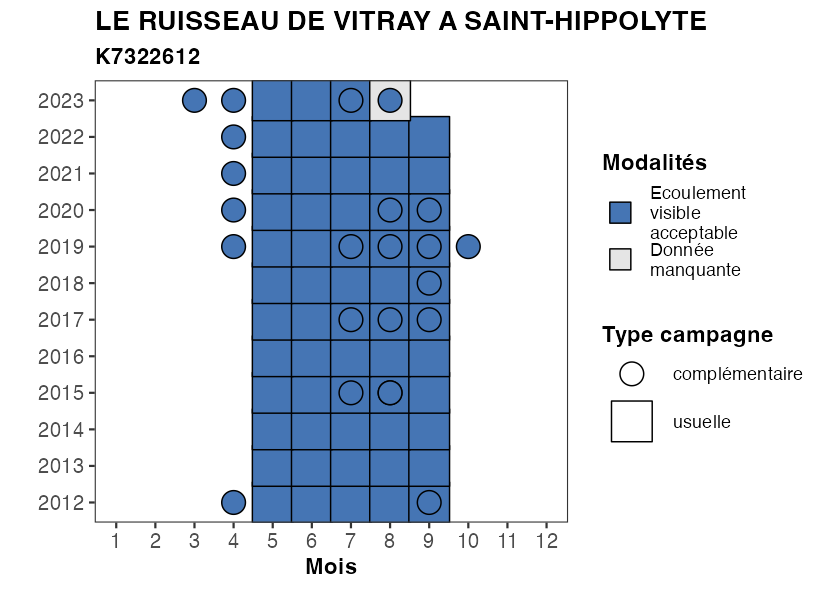 LE RUISSEAU DE VITRAY A SAINT-HIPPOLYTE
K7322612
2023
2022
2021
2020
2019
2018
2017
2016
2015
2014
2013
2012
1 2 3 4 5 6 7 8 9 10 11 12
Mois
Modalités
Ecoulement
visible
acceptable
Donnée
manquante
Type campagne
complémentaire
usuelle